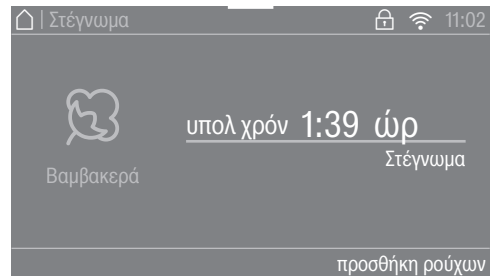 | Στέγνωμα 11:02
υπολ χρόν 1:39 ώρ
Στέγνωμα
Βαμβακερά
προσθήκη ρούχων